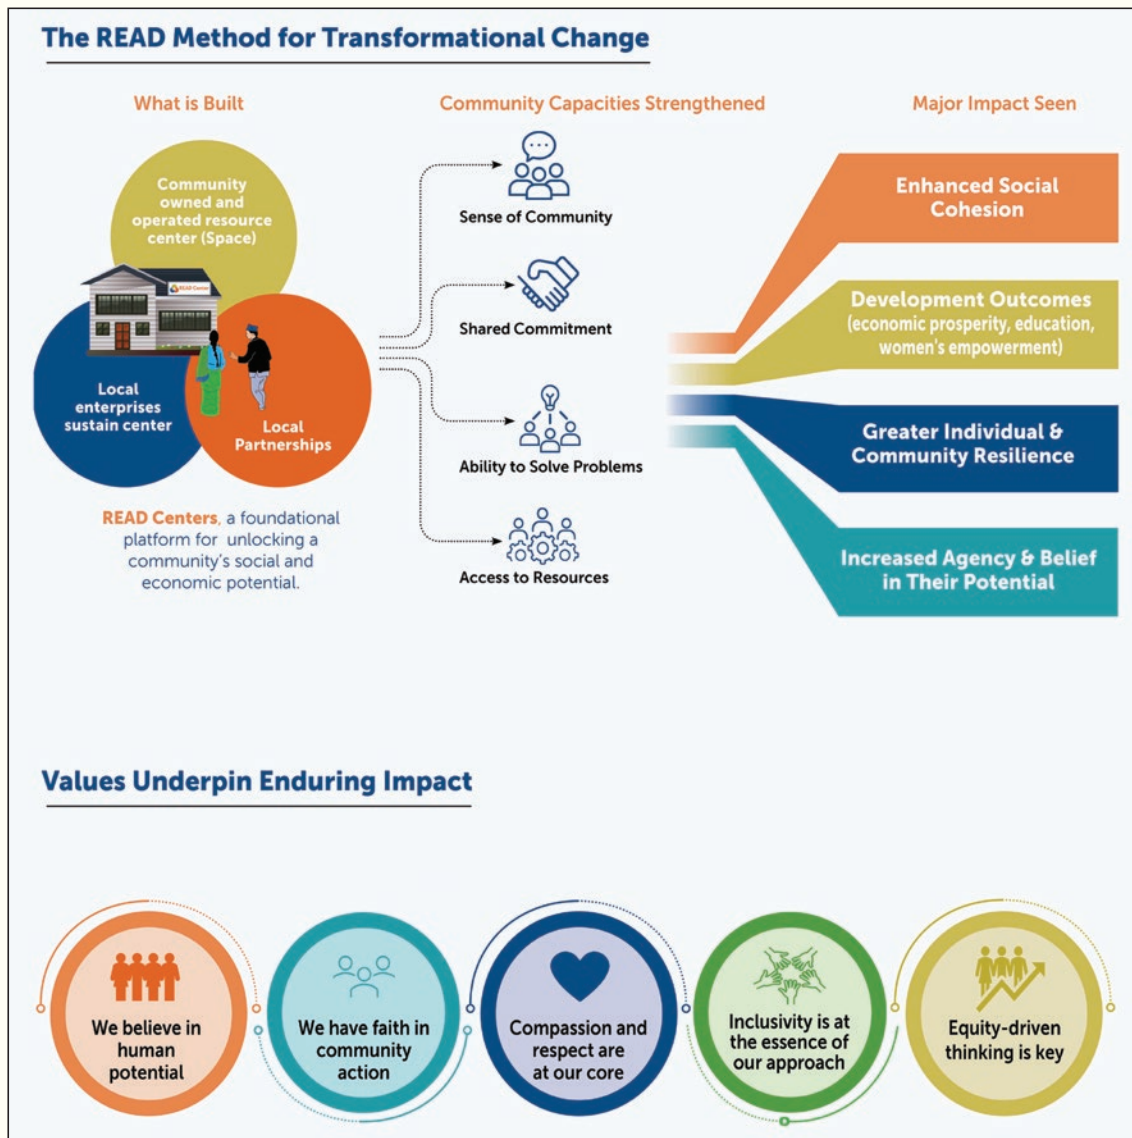 The READ Method for Transformational Change
What is Built
Community
owned and
operated resource
center (Space)
READ Center
Local
enterprises
sustain center
Local
Partnerships
READ Centers, a foundational
platform for unlocking a
community's social and
economic potential.
Community Capacities Strengthened
Sense of Community
Shared Commitment
Ability to Solve Problems
Access to Resources
Major Impact Seen
Enhanced Social
Cohesion
Development Outcomes
(economic prosperity, education,
women's empowerment)
Greater Individual &
Community Resilience
Increased Agency & Belief
in Their Potential
Values Underpin Enduring Impact
We believe in
human
potential
We have faith in
community
action
Compassion and
respect are
at our core
Inclusivity is at
the essence of
our approach
Equity-driven
thinking is key